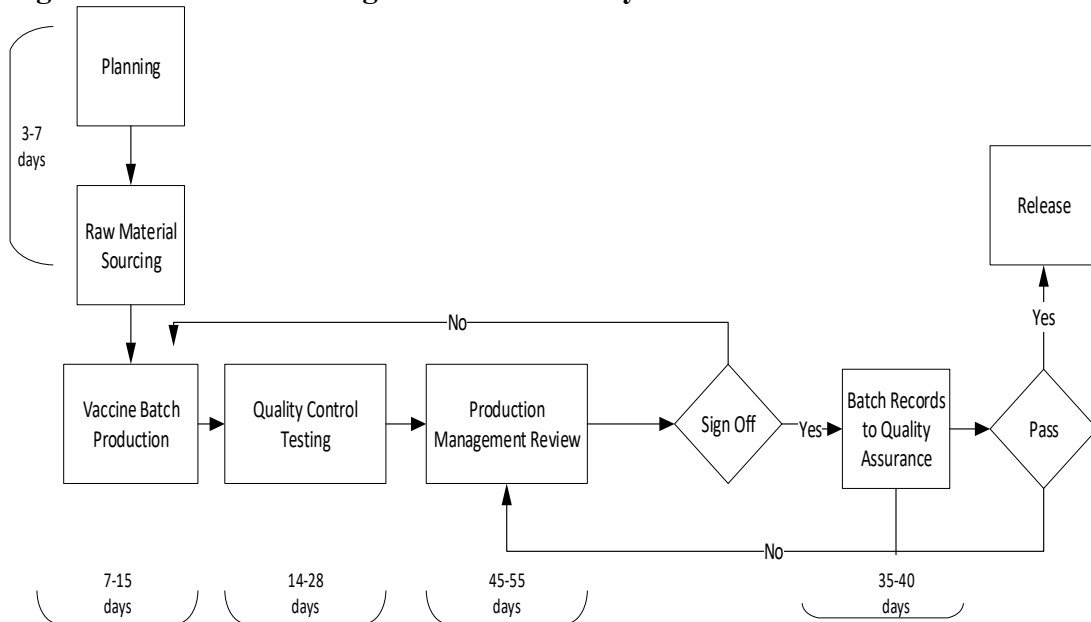 Planning
3-7
days
Raw Material
Sourcing
Release
No
Yes
Vaccine Batch
Production
Quality Control
Testing
Production
Management Review
Sign Off
Yes
Batch Records
to Quality
Assurance
Pass
No
7-15
days
14-28
days
45-55
days
35-40
days